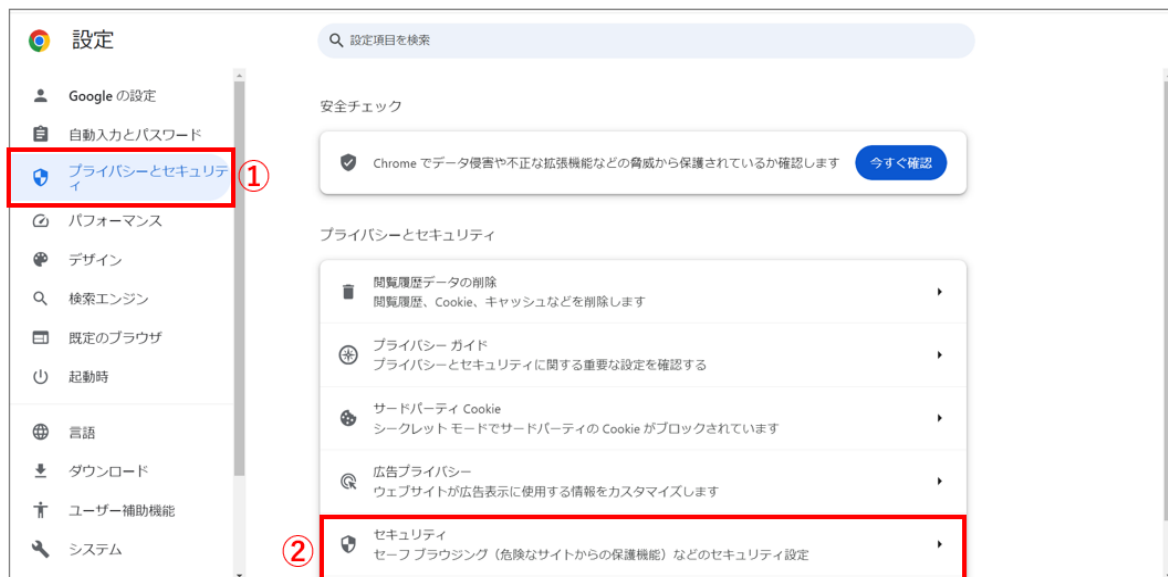 設定
設定項目を検索
Google の設定
自動入力とパスワード
プライバシーとセキュリテ
ィ
①
パフォーマンス
デザイン
検索エンジン
既定のブラウザ
起動時
言語
ダウンロード
ユーザー補助機能
システム
安全チェック
Chrome でデータ侵害や不正な拡張機能などの脅威から保護されているか確認します
今すぐ確認
プライバシーとセキュリティ
閲覧履歴データの削除
閲覧履歴、Cookie、キャッシュなどを削除します
プライバシー ガイド
プライバシーとセキュリティに関する重要な設定を確認する
サードパーティ Cookie
シークレット モードでサードパーティの Cookie がブロックされています
広告プライバシー
ウェブサイトが広告表示に使用する情報をカスタマイズします
②
セキュリティ
セーフ ブラウジング（危険なサイトからの保護機能）などのセキュリティ設定